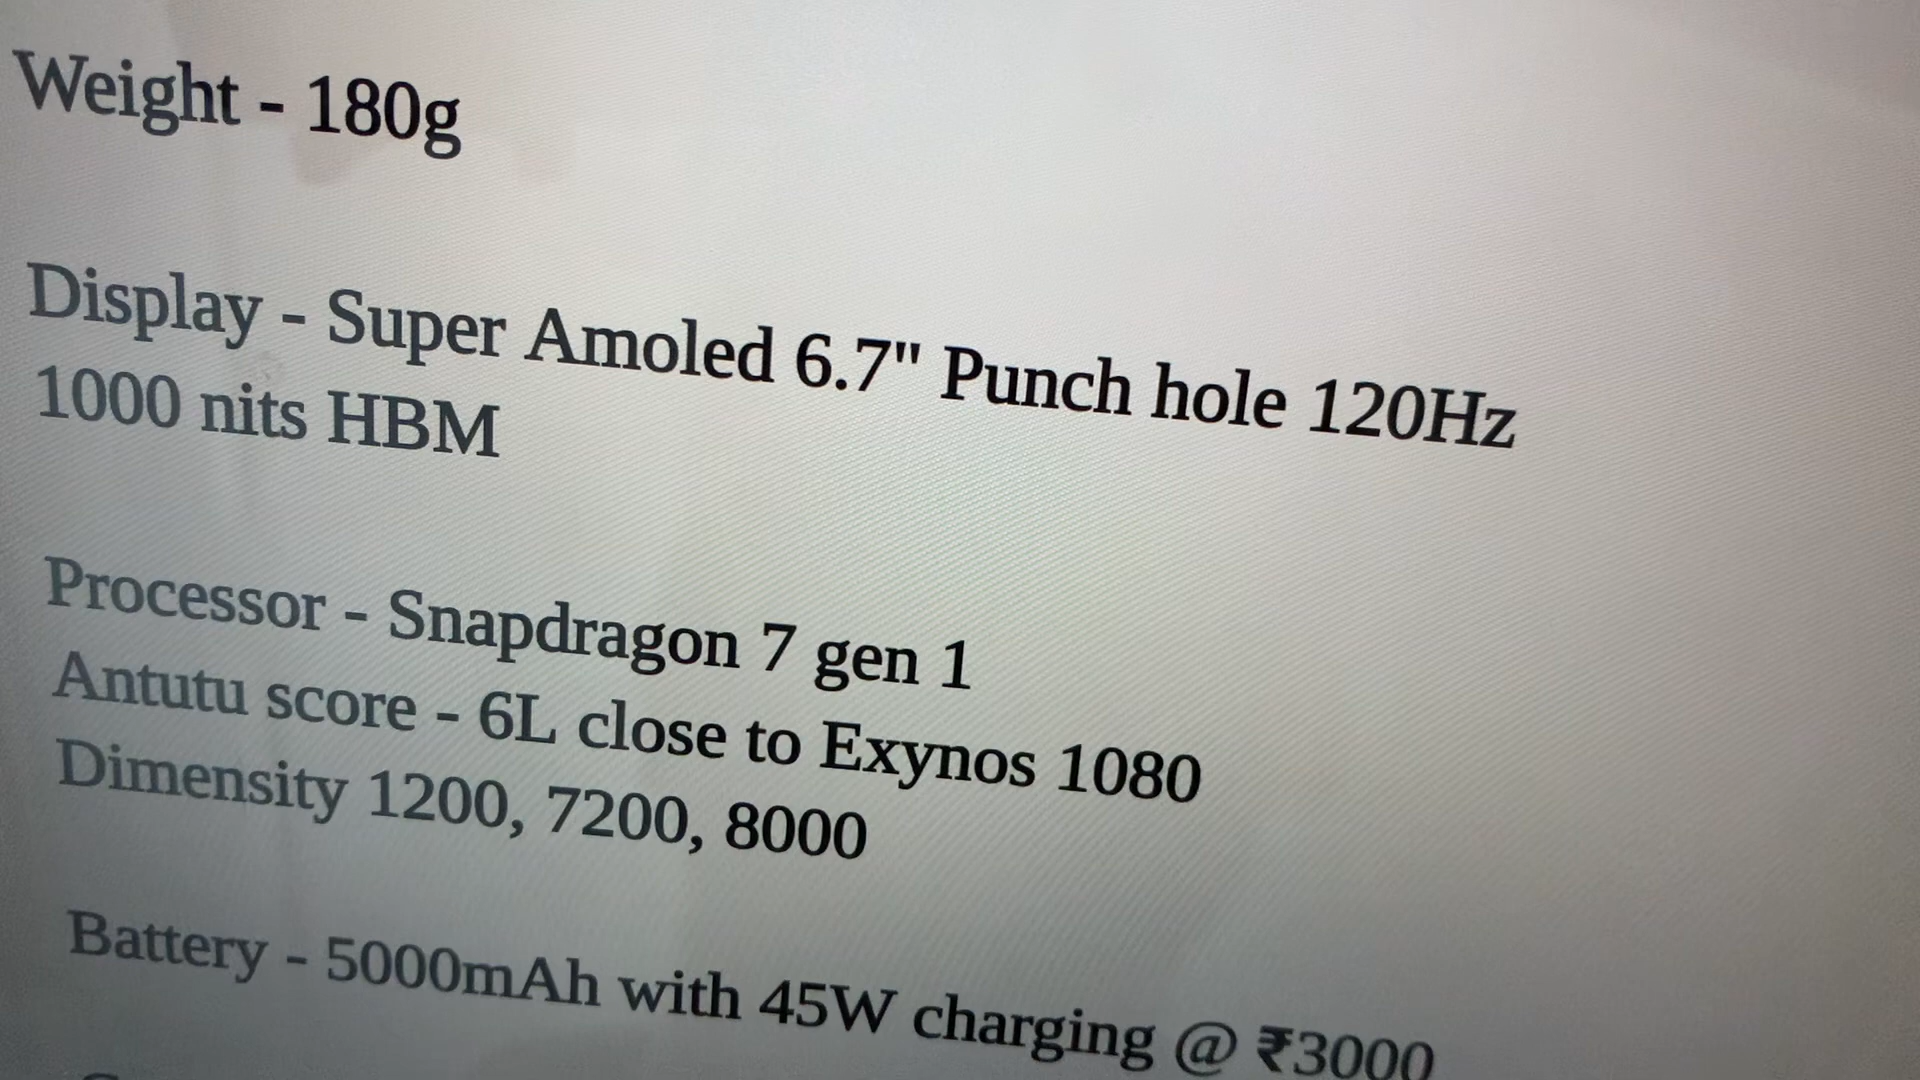 Weight - 180g
Display - Super Amoled 6.7" Punch hole 120Hz
1000 nits HBM
Processor - Snapdragon 7 gen 1
Antutu score - 6L close to Exynos 1080
Dimensity 1200, 7200, 8000
Battery - 5000mAh with 45W charging @ ₹3000